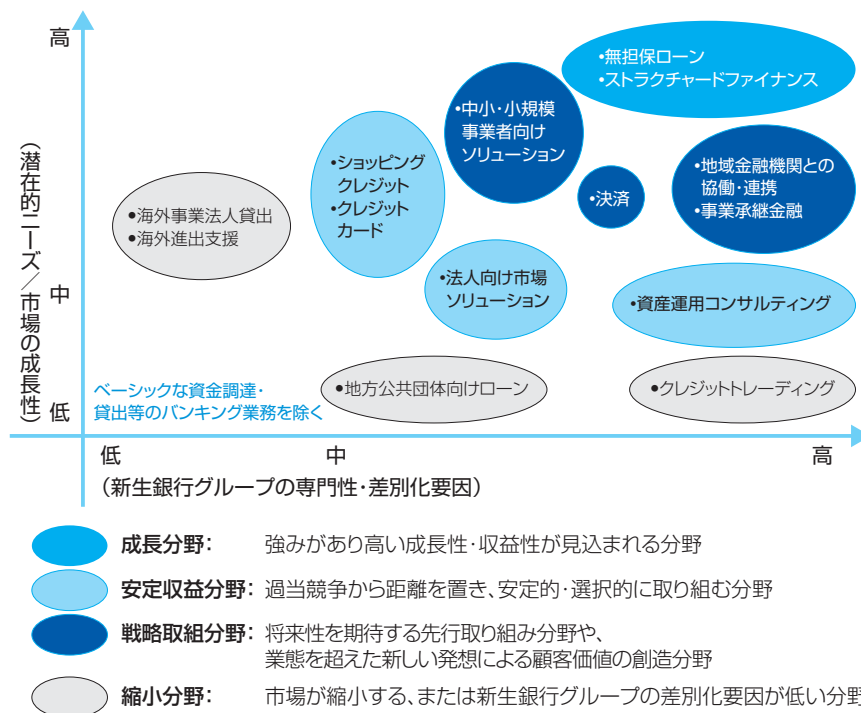 高
・無担保ローン
・ストラクチャードファイナンス
・中小・小規模
事業者向け
ソリューション
・ショッピング
クレジット
・クレジット
カード
・地域金融機関との
協働・連携
・事業承継金融
・決済
●海外事業法人貸出
●海外進出支援
(潜在的ニーズ/市場の成長性)
中
・法人向け市場
ソリューション
・資産運用コンサルティング
ベーシックな資金調達・
貸出等のバンキング業務を除く
●地方公共団体向けローン
●クレジットトレーディング
低
低
中
高
(新生銀行グループの専門性・差別化要因)
成長分野: 強みがあり高い成長性・収益性が見込まれる分野
安定収益分野: 過当競争から距離を置き、安定的・選択的に取り組む分野
戦略取組分野: 将来性を期待する先行取り組み分野や、
業態を超えた新しい発想による顧客価値の創造分野
縮小分野: 市場が縮小する、または新生銀行グループの差別化要因が低い分野